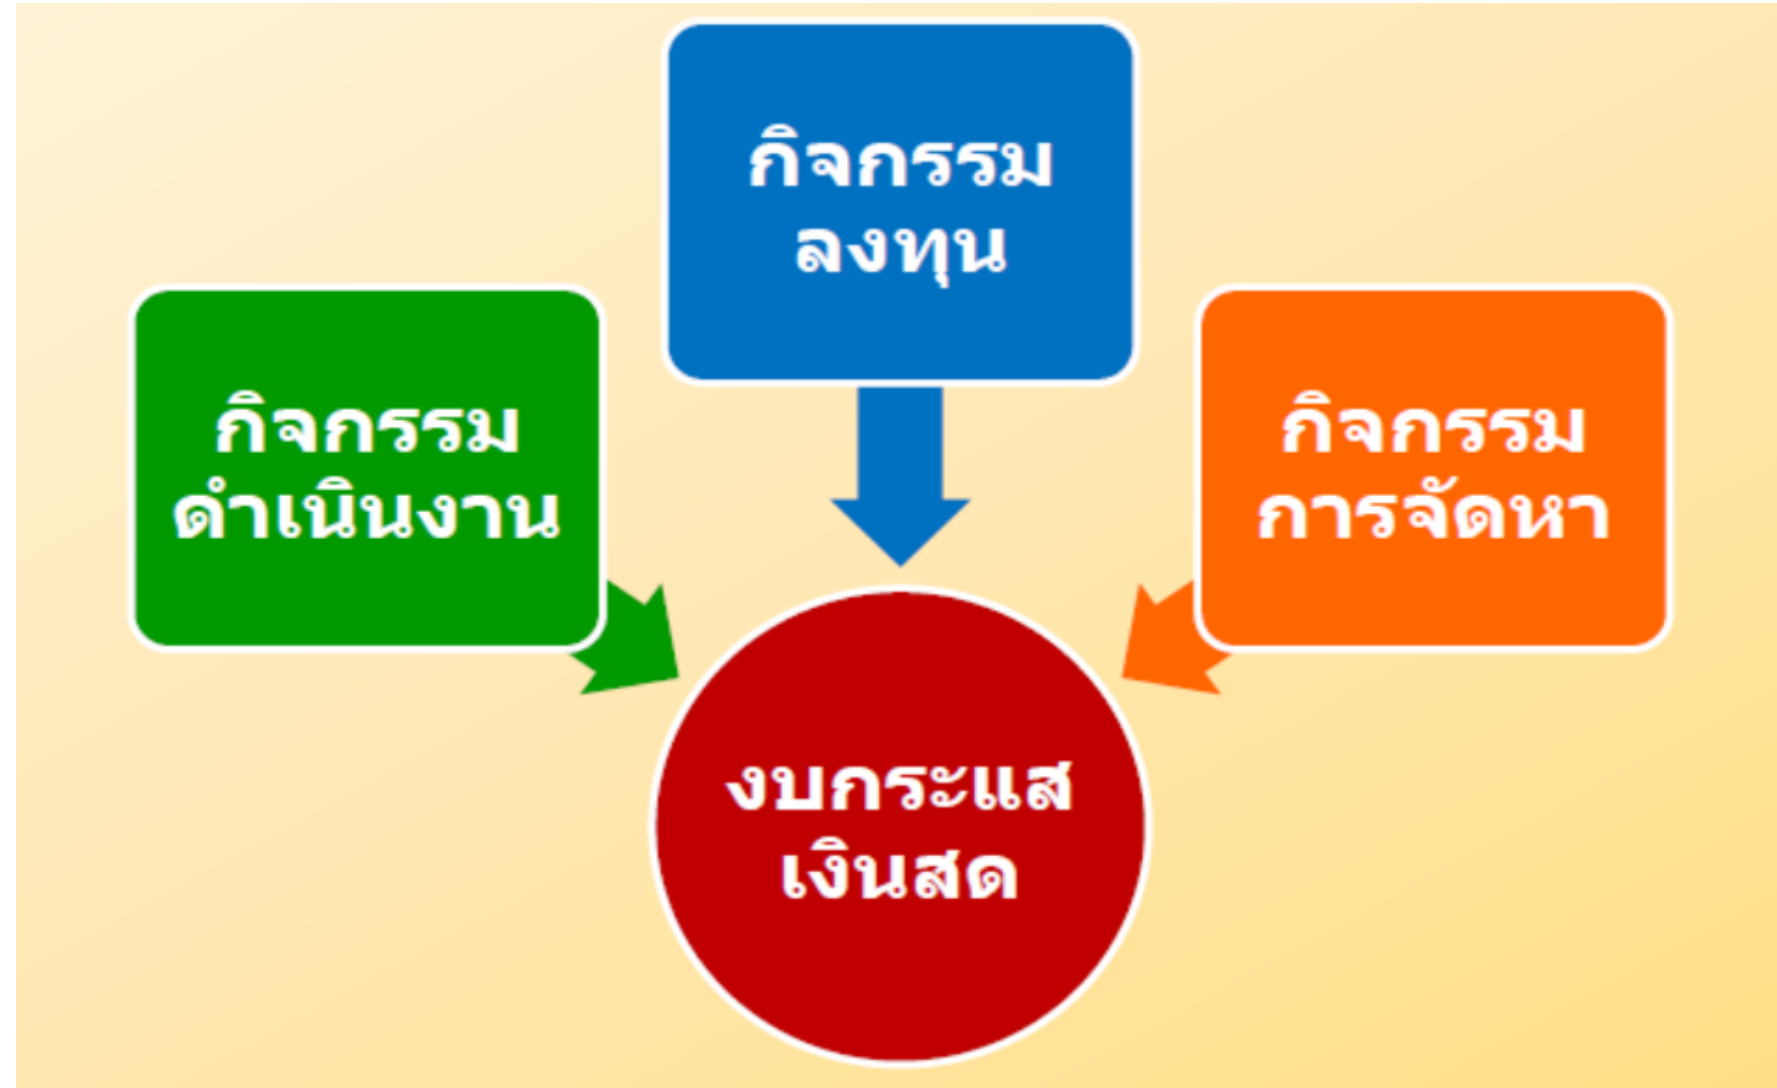 กิจกรรม
ลงทุน
กิจกรรม
ดำเนินงาน
กิจกรรม
การจัดหา
งบกระแส
เงินสด